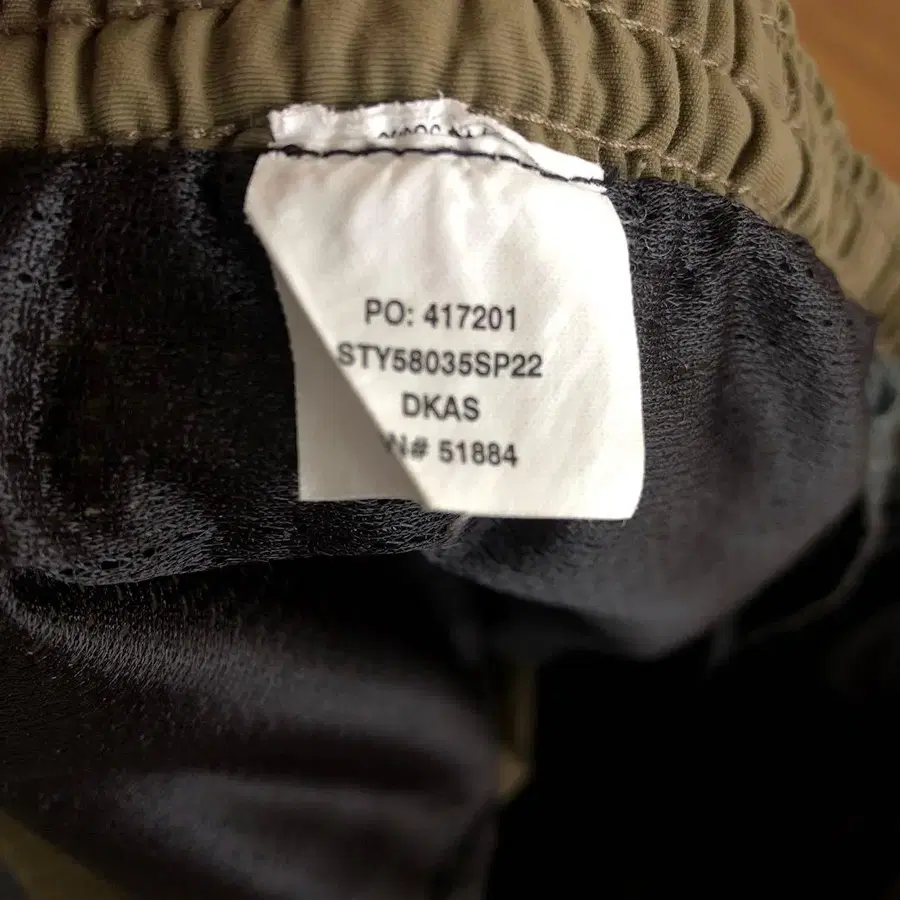 PO: 417201
STY58035SP22
DKAS
N# 51884